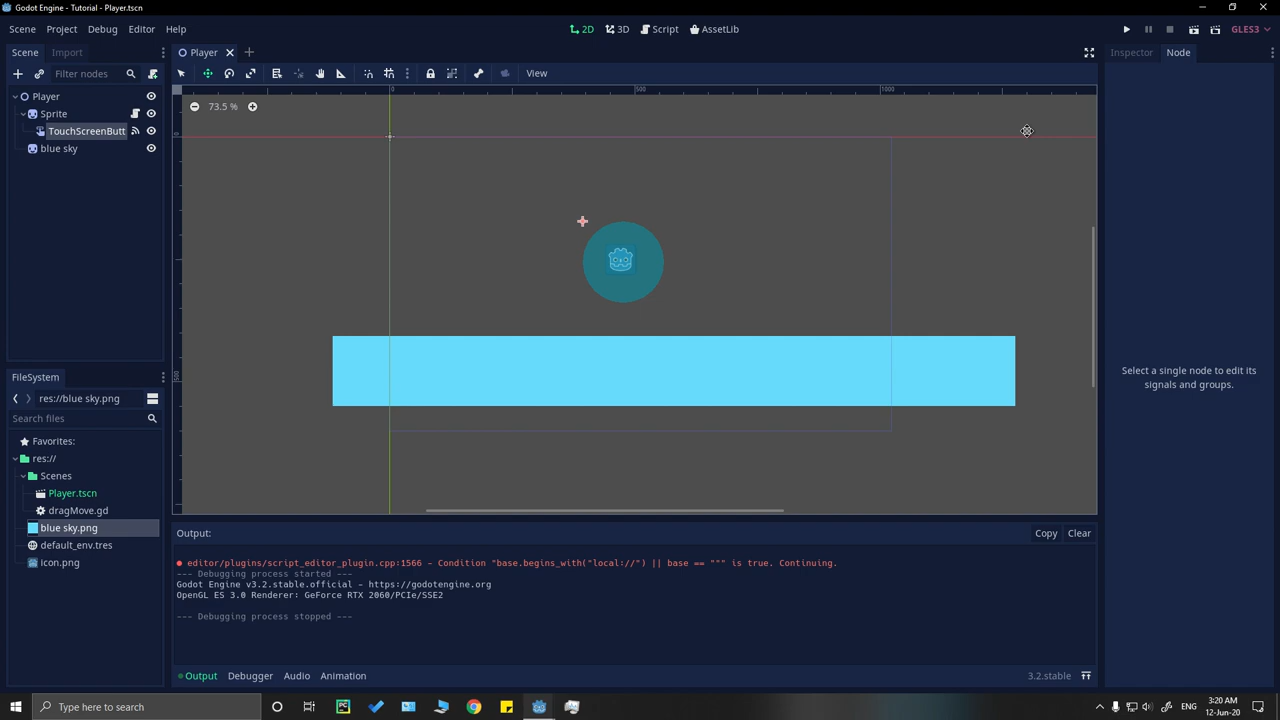 Godot Engine - Tutorial - Player.tscn
Scene Project Debug Editor Help
2D 3D Script AssetLib
GLES3
Scene Import
Player
Inspector Node
Filter nodes
View
Player
Sprite
TouchScreenButt
blue sky
0 500 1000
73.5 %
0
500
Select a single node to edit its
signals and groups.
FileSystem
res://blue sky.png
Search files
Favorites:
res://
Scenes
Player.tscn
dragMove.gd
blue sky.png
default_env.tres
icon.png
Output:
Copy Clear
editor/plugins/script_editor_plugin.cpp:1566 - Condition "base.begins_with("local://") || base == """ is true. Continuing.
--- Debugging process started ---
Godot Engine v3.2.stable.official - https://godotengine.org
OpenGL ES 3.0 Renderer: GeForce RTX 2060/PCIe/SSE2
--- Debugging process stopped ---
Output Debugger Audio Animation
3.2.stable
Type here to search
PC
3:20 AM
12-Jun-20